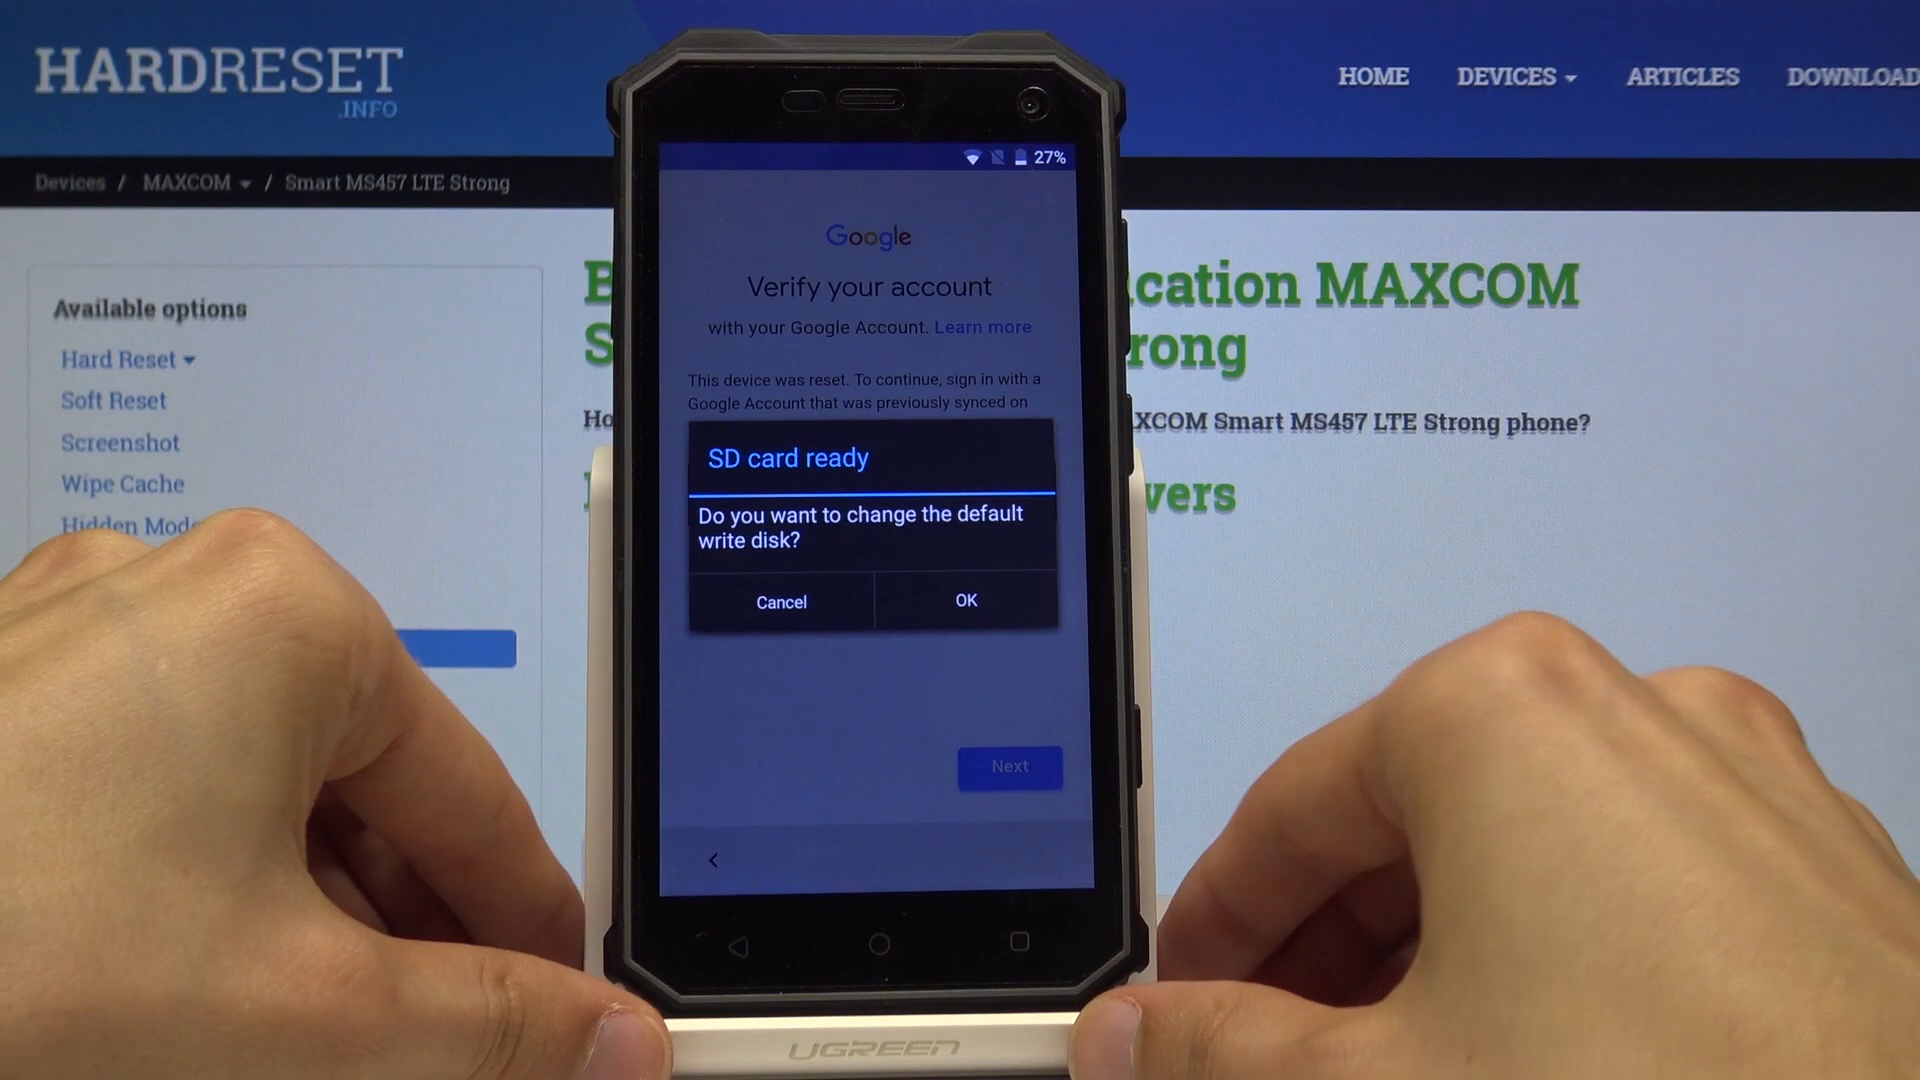 HARDRESET
.INFO
HOME
DEVICES
ARTICLES
DOWNLOAD
Devices / MAXCOM / Smart MS457 LTE Strong
Available options
Hard Reset
Soft Reset
Screenshot
Wipe Cache
Hidden Mode
B
cation MAXCOM
S
rong
Ho
XCOM Smart MS457 LTE Strong phone?
vers
27%
Google
Verify your account
with your Google Account. Learn more
This device was reset. To continue, sign in with a
Google Account that was previously synced on
SD card ready
Do you want to change the default
write disk?
Cancel
OK
Next
UGREEN